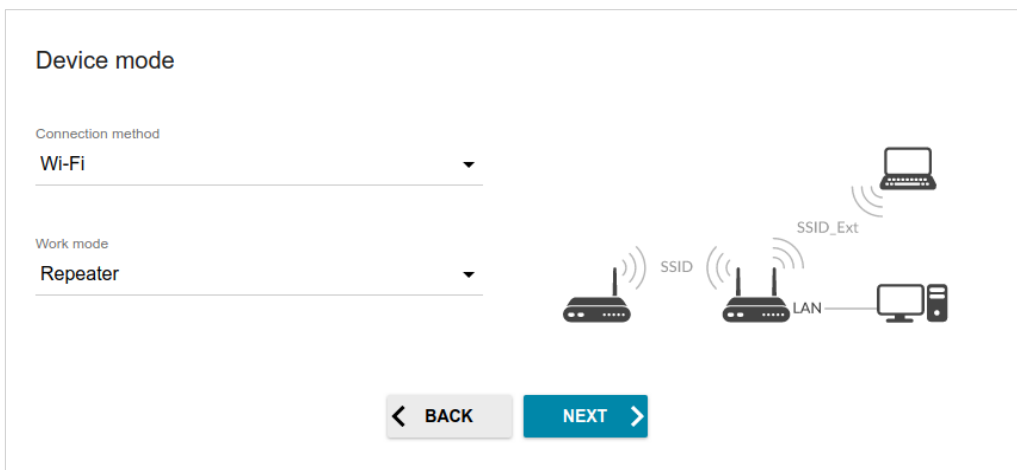 Device mode
Connection method
Wi-Fi
Work mode
Repeater
SSID_Ext
SSID
LAN
BACK
NEXT